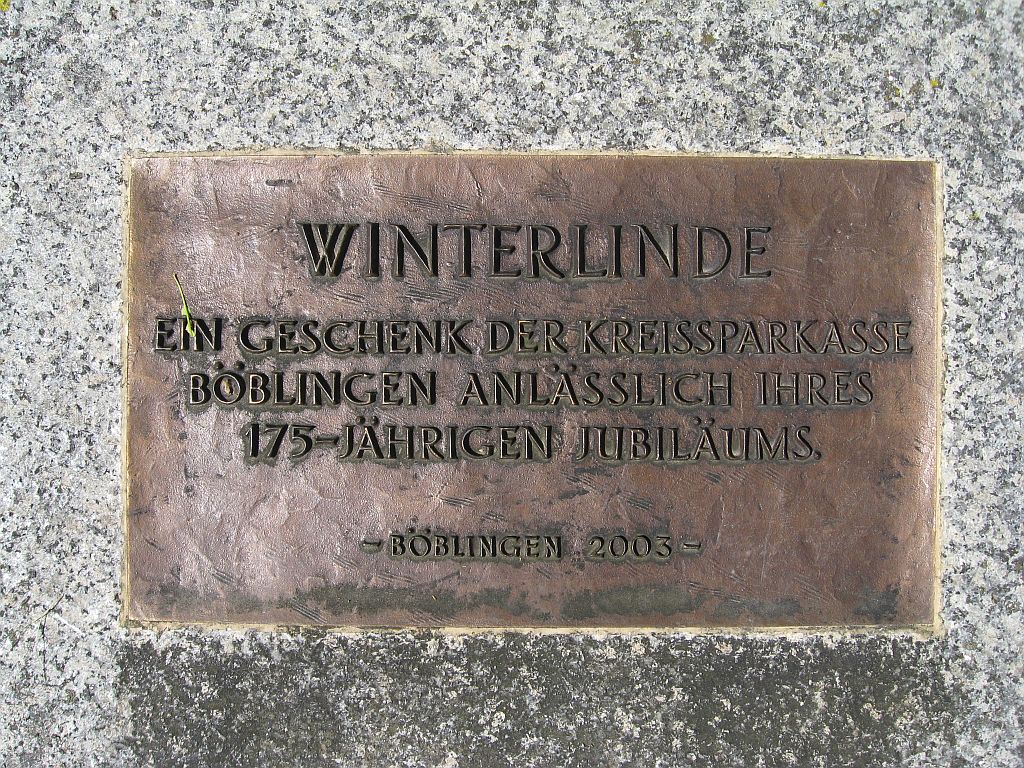 WINTERLINDE
EIN GESCHENK DER KREISSPARKASSE
BÖBLINGEN ANLÄSSLICH IHRES
175-JÄHRIGEN JUBILÄUMS.
- BÖBLINGEN 2003 -